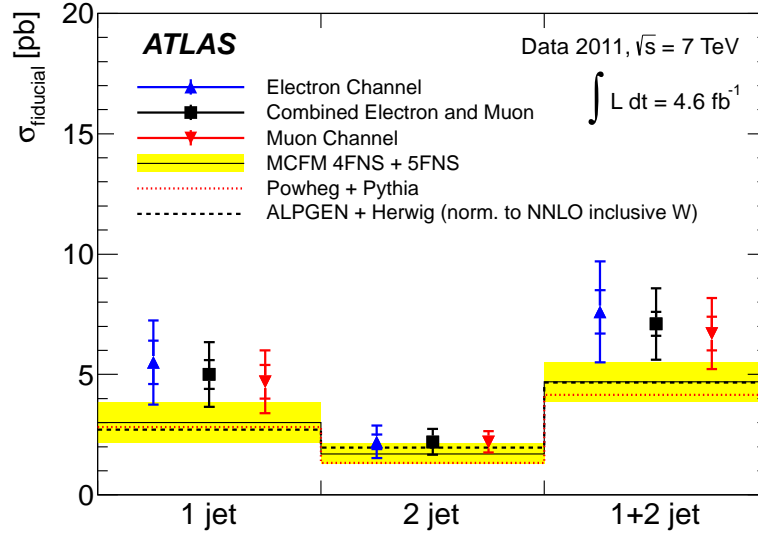 σfiducial [pb]
20
15
10
5
0
ATLAS
Data 2011, √s = 7 TeV
∫ L dt = 4.6 fb⁻¹
Electron Channel
Combined Electron and Muon
Muon Channel
MCFM 4FNS + 5FNS
Powheg + Pythia
ALPGEN + Herwig (norm. to NNLO inclusive W)
1 jet
2 jet
1+2 jet